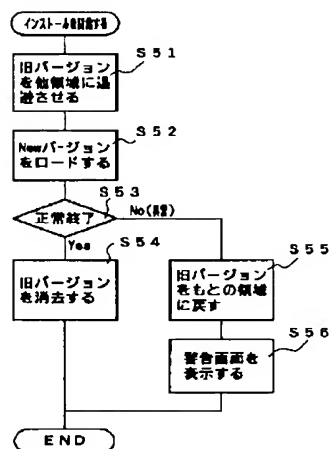 インストールを開始する
S51
旧バージョン
を他領域に退
避させる
S52
Newバージョン
をロードする
S53
正常終了
No(異常)
Yes
S54
旧バージョン
を消去する
S55
旧バージョン
をもとの領域
に戻す
S56
警告画面を
表示する
END